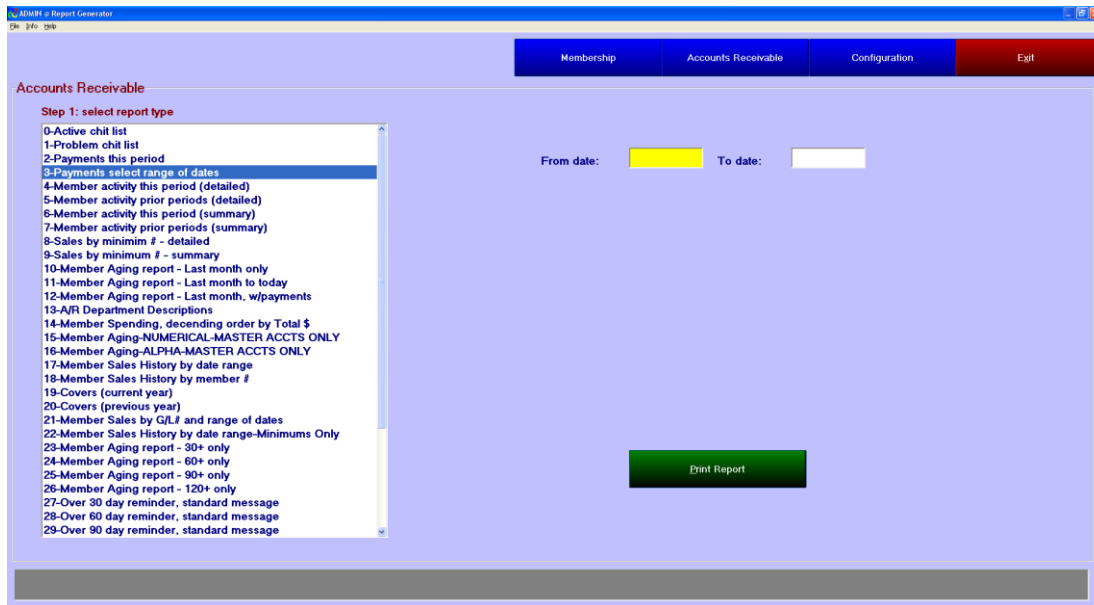 ADMIN @ Report Generator
File Info Help
Membership
Accounts Receivable
Configuration
Exit
Accounts Receivable
Step 1: select report type
0-Active chit list
1-Problem chit list
2-Payments this period
3-Payments select range of dates
4-Member activity this period (detailed)
5-Member activity prior periods (detailed)
6-Member activity this period (summary)
7-Member activity prior periods (summary)
8-Sales by minimim # - detailed
9-Sales by minimum # - summary
10-Member Aging report - Last month only
11-Member Aging report - Last month to today
12-Member Aging report - Last month, w/payments
13-A/R Department Descriptions
14-Member Spending, decending order by Total $
15-Member Aging-NUMERICAL-MASTER ACCTS ONLY
16-Member Aging-ALPHA-MASTER ACCTS ONLY
17-Member Sales History by date range
18-Member Sales History by member #
19-Covers (current year)
20-Covers (previous year)
21-Member Sales by G/L# and range of dates
22-Member Sales History by date range-Minimums Only
23-Member Aging report - 30+ only
24-Member Aging report - 60+ only
25-Member Aging report - 90+ only
26-Member Aging report - 120+ only
27-Over 30 day reminder, standard message
28-Over 60 day reminder, standard message
29-Over 90 day reminder, standard message
From date:
To date:
Print Report